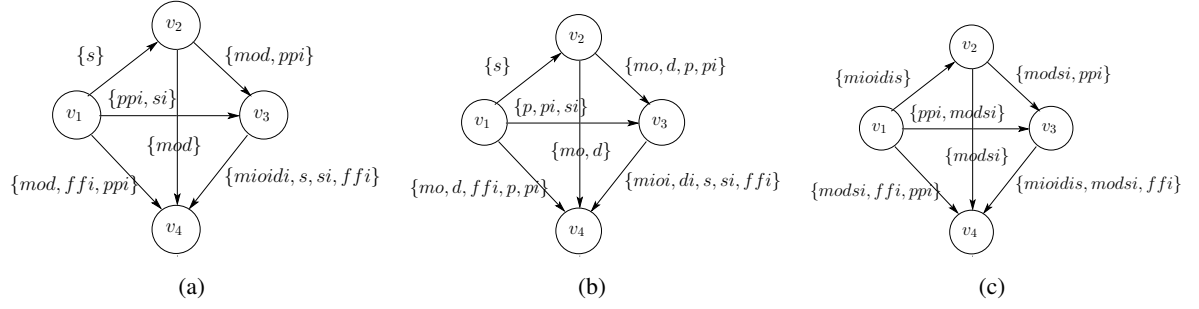 v2
{s}
{mod, ppi}
v1
{ppi, si}
v3
{mod}
{mod, ffi, ppi}
{mioidi, s, si, ffi}
v4
(a)
v2
{s}
{mo, d, p, pi}
v1
{p, pi, si}
v3
{mo, d}
{mo, d, ffi, p, pi}
{mioi, di, s, si, ffi}
v4
(b)
v2
{mioidis}
{modsi, ppi}
v1
{ppi, modsi}
v3
{modsi}
{modsi, ffi, ppi}
{mioidis, modsi, ffi}
v4
(c)